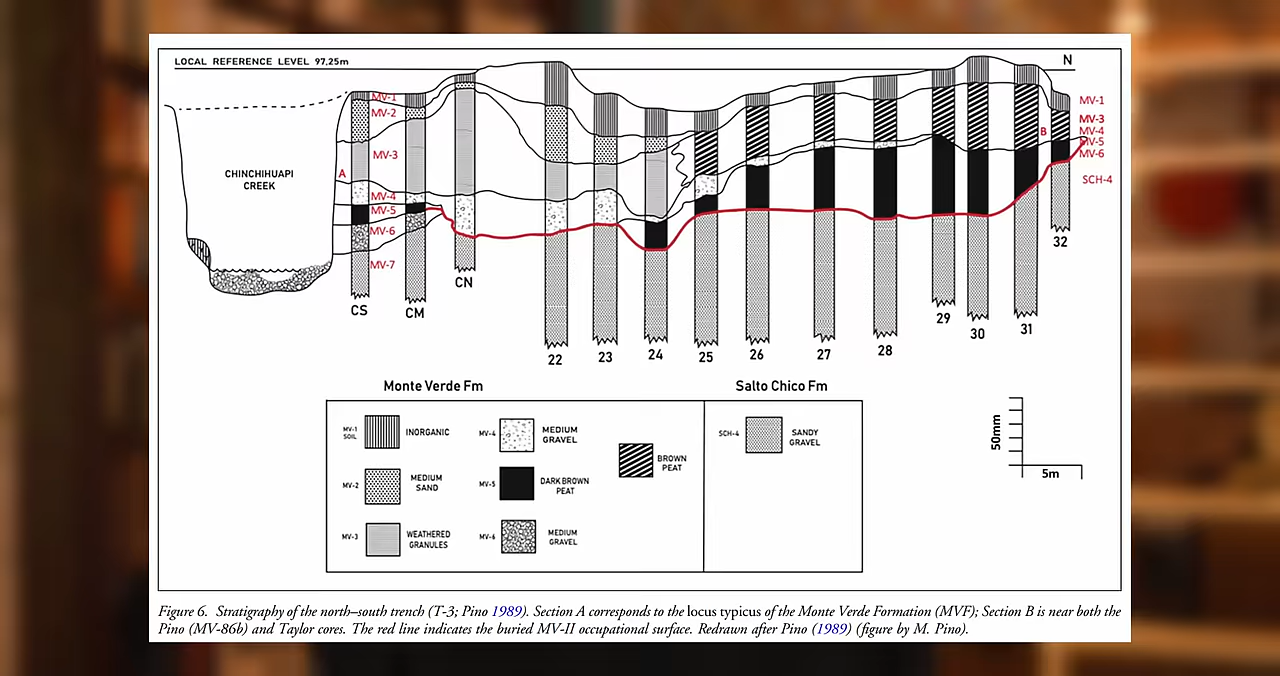 LOCAL REFERENCE LEVEL 97,25m
N
MV-1
MV-2
MV-3
A
MV-4
MV-5
MV-6
MV-7
CHINCHIHUAPI
CREEK
MV-1
MV-3
MV-4
B
MV-5
MV-6
SCH-4
CS
CM
CN
22
23
24
25
26
27
28
29
30
31
32
Monte Verde Fm
Salto Chico Fm
MV-1
SOIL
INORGANIC
MV-2
MEDIUM
SAND
MV-3
WEATHERED
GRANULES
MV-4
MEDIUM
GRAVEL
MV-5
DARK BROWN
PEAT
MV-6
MEDIUM
GRAVEL
BROWN
PEAT
SCH-4
SANDY
GRAVEL
50mm
5m
Figure 6. Stratigraphy of the north–south trench (T-3; Pino 1989). Section A corresponds to the locus typicus of the Monte Verde Formation (MVF); Section B is near both the
Pino (MV-86b) and Taylor cores. The red line indicates the buried MV-II occupational surface. Redrawn after Pino (1989) (figure by M. Pino).